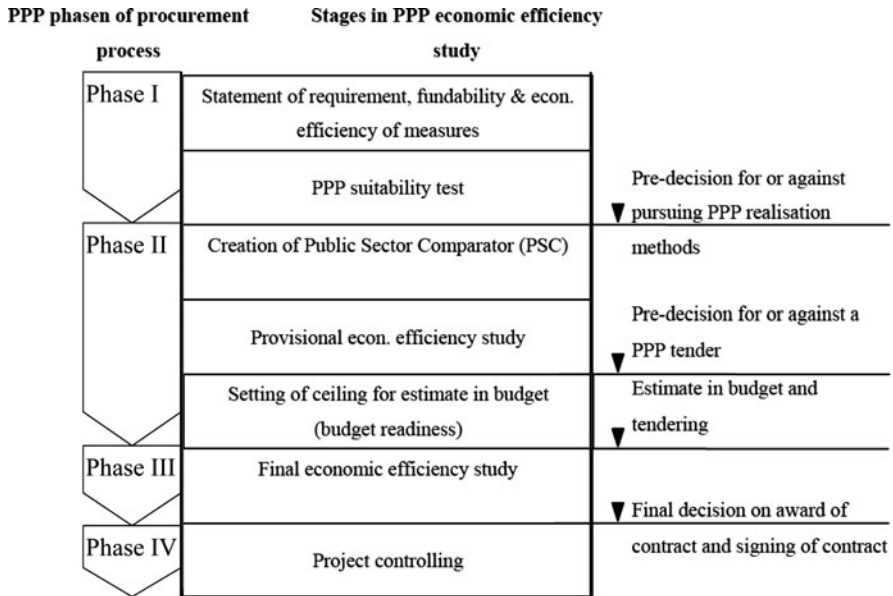 PPP phasen of procurement
process
Stages in PPP economic efficiency
study
Phase I
Statement of requirement, fundability & econ.
efficiency of measures
PPP suitability test
Pre-decision for or against
pursuing PPP realisation
methods
Phase II
Creation of Public Sector Comparator (PSC)
Provisional econ. efficiency study
Pre-decision for or against a
PPP tender
Setting of ceiling for estimate in budget
(budget readiness)
Estimate in budget and
tendering
Phase III
Final economic efficiency study
Final decision on award of
contract and signing of contract
Phase IV
Project controlling